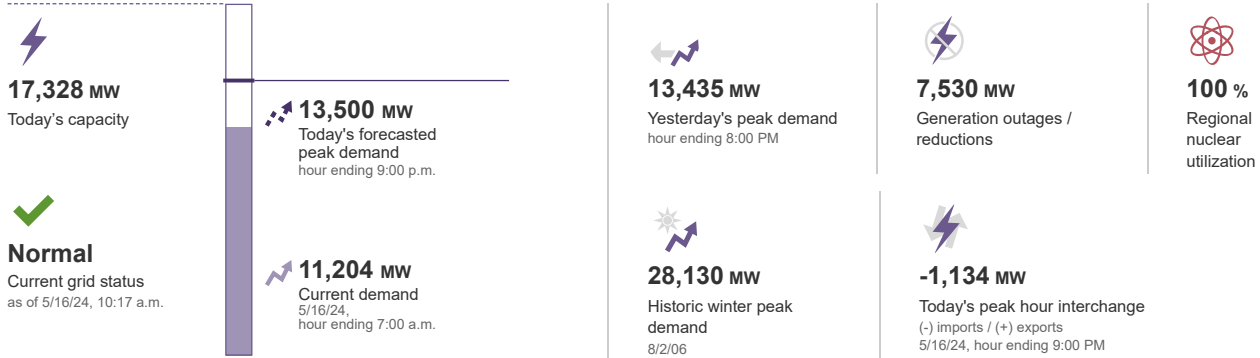 17,328 MW
Today's capacity
Normal
Current grid status
as of 5/16/24, 10:17 a.m.
13,500 MW
Today's forecasted
peak demand
hour ending 9:00 p.m.
11,204 MW
Current demand
5/16/24,
hour ending 7:00 a.m.
13,435 MW
Yesterday's peak demand
hour ending 8:00 PM
7,530 MW
Generation outages /
reductions
100 %
Regional
nuclear
utilization
28,130 MW
Historic winter peak
demand
8/2/06
-1,134 MW
Today's peak hour interchange
(-) imports / (+) exports
5/16/24, hour ending 9:00 PM